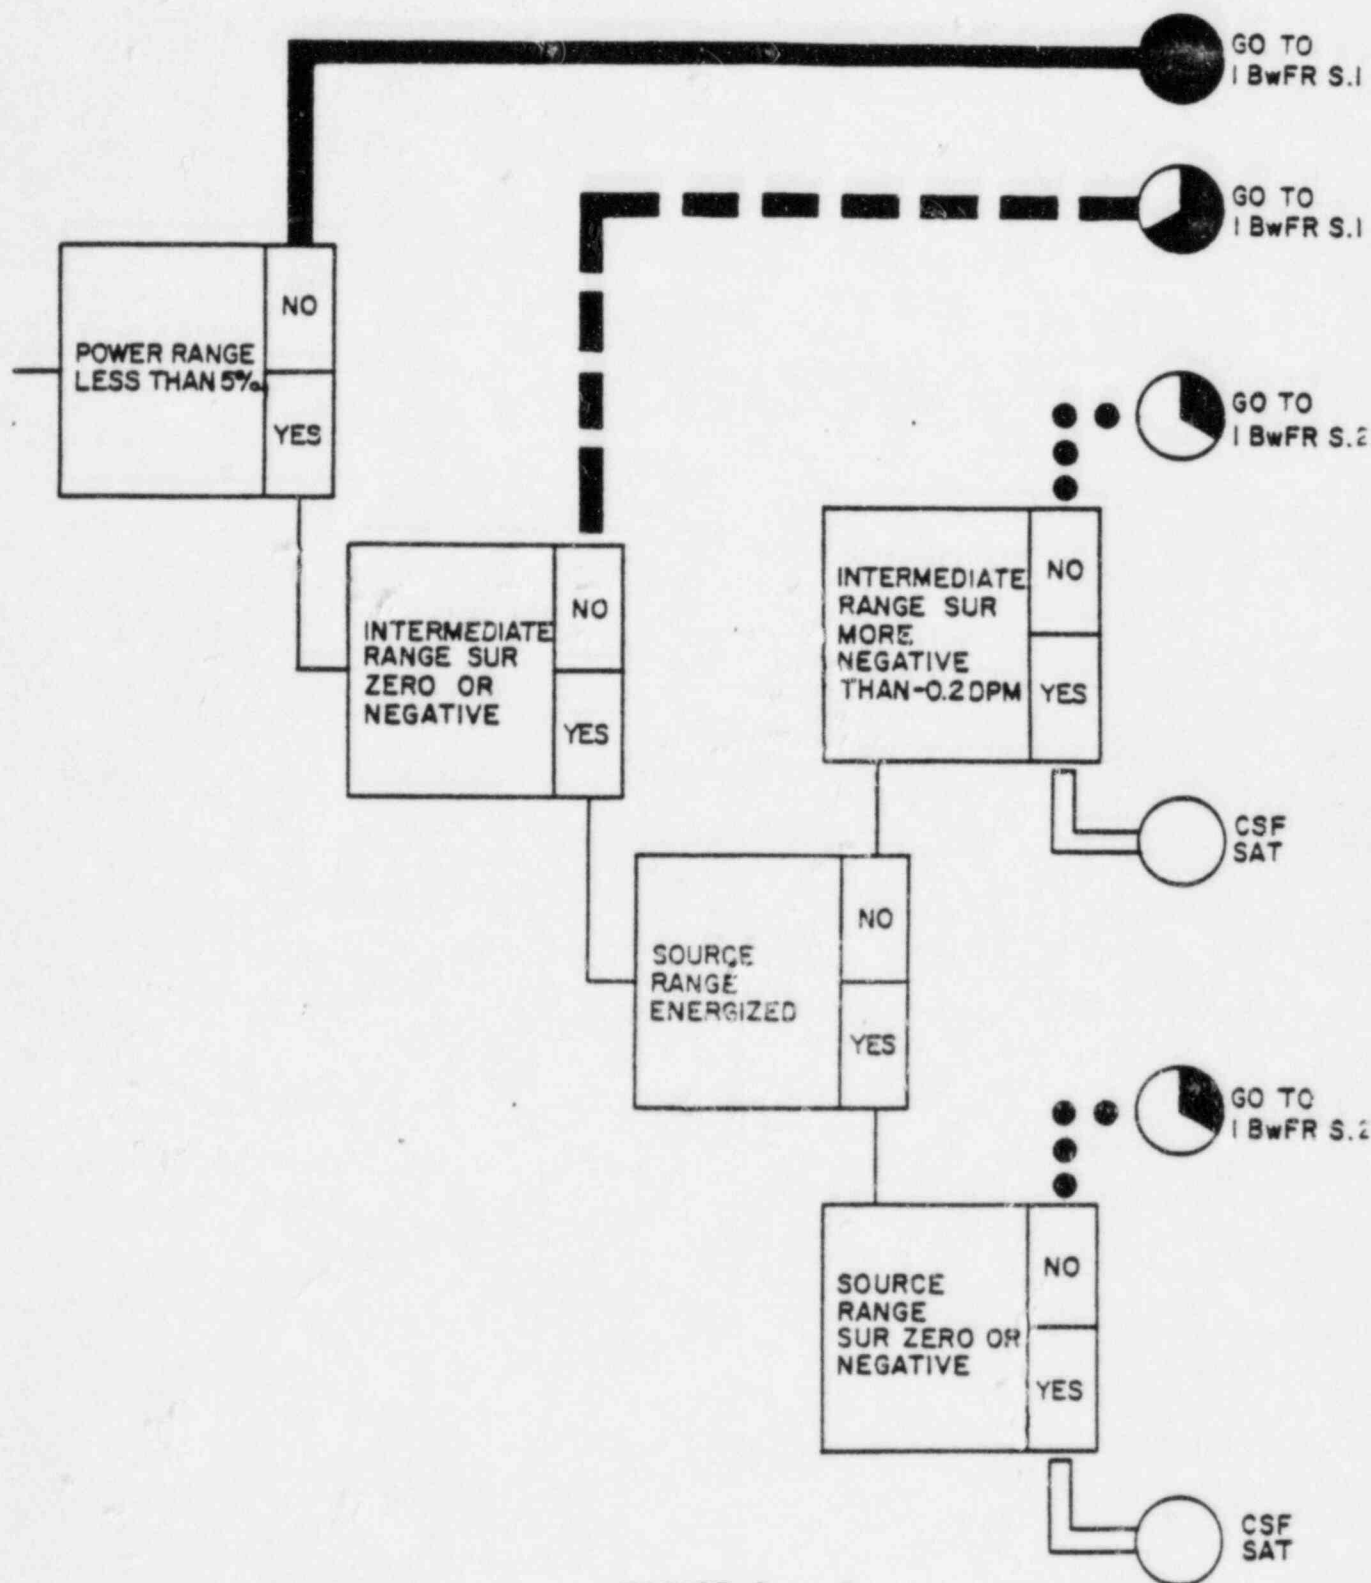 GO TO
1 BwFR S.1
GO TO
1 BwFR S.1
NO
POWER RANGE
LESS THAN 5%
YES
GO TO
1 BwFR S.2
NO
INTERMEDIATE
RANGE SUR
ZERO OR
NEGATIVE
YES
INTERMEDIATE
RANGE SUR
MORE
NEGATIVE
THAN -0.2 DPM
NO
YES
CSF
SAT
NO
SOURCE
RANGE
ENERGIZED
YES
GO TO
1 BwFR S.2
NO
SOURCE
RANGE
SUR ZERO OR
NEGATIVE
YES
CSF
SAT